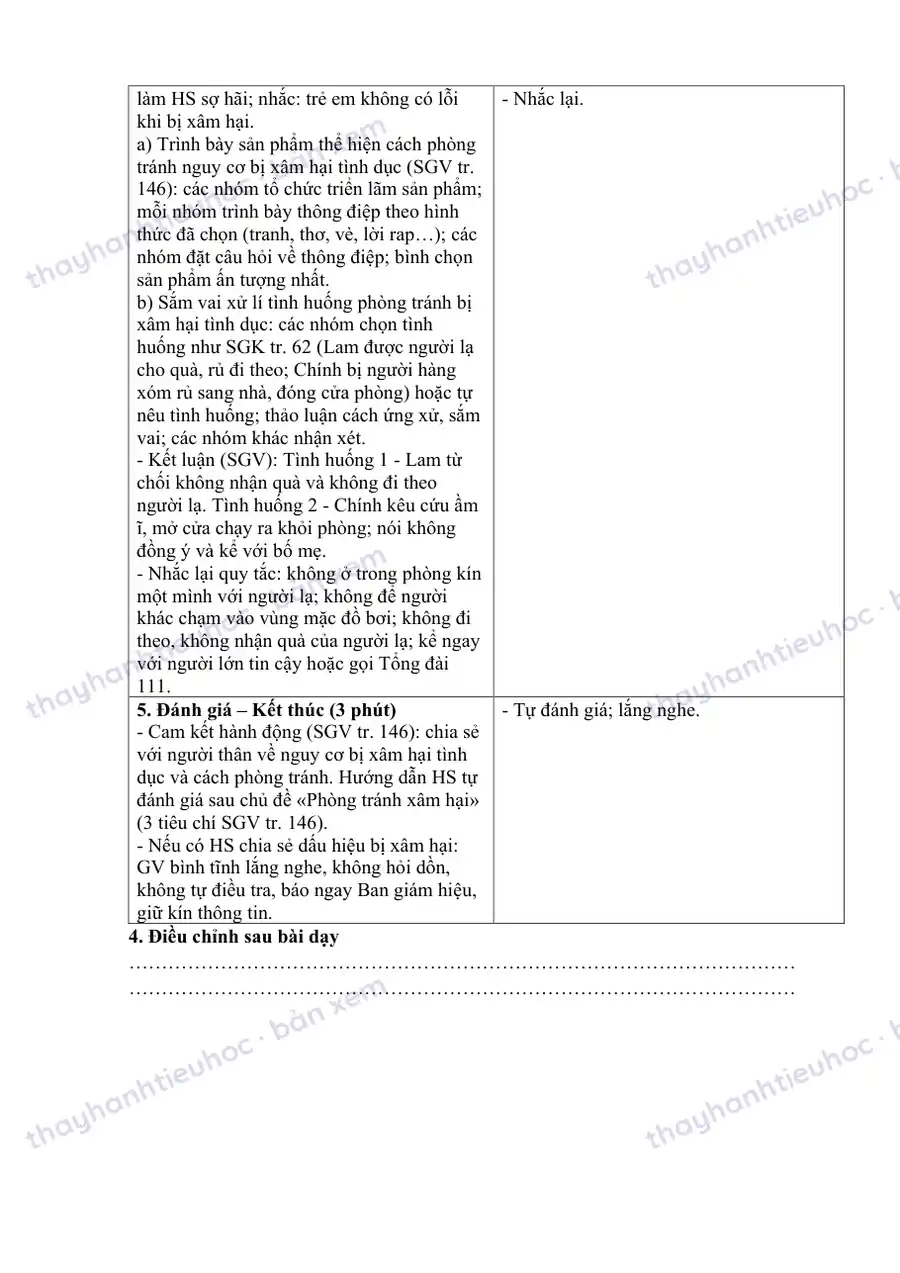 làm HS sợ hãi; nhắc: trẻ em không có lỗi
khi bị xâm hại.
a) Trình bày sản phẩm thể hiện cách phòng
tránh nguy cơ bị xâm hại tình dục (SGV tr.
146): các nhóm tổ chức triển lãm sản phẩm;
mỗi nhóm trình bày thông điệp theo hình
thức đã chọn (tranh, thơ, vè, lời rap…); các
nhóm đặt câu hỏi về thông điệp; bình chọn
sản phẩm ấn tượng nhất.
b) Sắm vai xử lí tình huống phòng tránh bị
xâm hại tình dục: các nhóm chọn tình
huống như SGK tr. 62 (Lam được người lạ
cho quà, rủ đi theo; Chính bị người hàng
xóm rủ sang nhà, đóng cửa phòng) hoặc tự
nêu tình huống; thảo luận cách ứng xử, sắm
vai; các nhóm khác nhận xét.
- Kết luận (SGV): Tình huống 1 - Lam từ
chối không nhận quà và không đi theo
người lạ. Tình huống 2 - Chính kêu cứu ầm
ĩ, mở cửa chạy ra khỏi phòng; nói không
đồng ý và kể với bố mẹ.
- Nhắc lại quy tắc: không ở trong phòng kín
một mình với người lạ; không để người
khác chạm vào vùng mặc đồ bơi; không đi
theo, không nhận quà của người lạ; kể ngay
với người lớn tin cậy hoặc gọi Tổng đài
111.
- Nhắc lại.
5. Đánh giá – Kết thúc (3 phút)
- Cam kết hành động (SGV tr. 146): chia sẻ
với người thân về nguy cơ bị xâm hại tình
dục và cách phòng tránh. Hướng dẫn HS tự
đánh giá sau chủ đề «Phòng tránh xâm hại»
(3 tiêu chí SGV tr. 146).
- Nếu có HS chia sẻ dấu hiệu bị xâm hại:
GV bình tĩnh lắng nghe, không hỏi dồn,
không tự điều tra, báo ngay Ban giám hiệu,
giữ kín thông tin.
- Tự đánh giá; lắng nghe.
4. Điều chỉnh sau bài dạy
……………………………………………………………………………………………
……………………………………………………………………………………………
thayhanhtieuhoc · bản xem
thayhanhtieuhoc · b
thayhanhtieuhoc · bản xem
thayhanhtieuhoc · b
thayhanhtieuhoc · bản xem
thayhanhtieuhoc · b